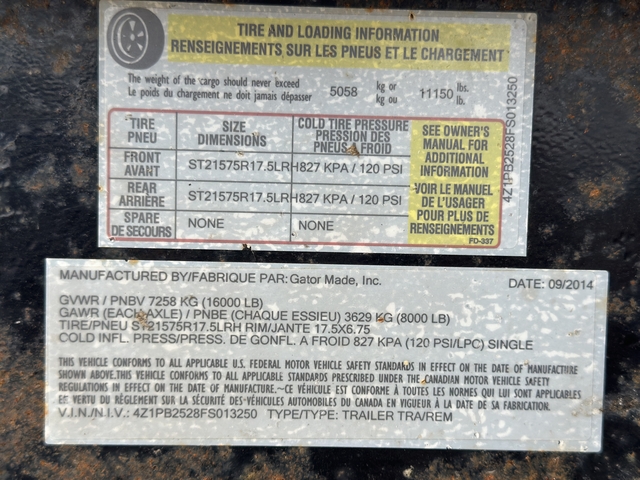 TIRE AND LOADING INFORMATION
RENSEIGNEMENTS SUR LES PNEUS ET LE CHARGEMENT
The weight of the cargo should never exceed 5058 kg or 11150 lbs.
Le poids du chargement ne doit jamais dépasser kg ou lb.
TIRE PNEU
SIZE DIMENSIONS
COLD TIRE PRESSURE PRESSION DES PNEUS A FROID
FRONT AVANT ST21575R17.5LRH 827 KPA / 120 PSI
REAR ARRIÈRE ST21575R17.5LRH 827 KPA / 120 PSI
SPARE DE SECOURS NONE NONE
SEE OWNER'S
MANUAL FOR
ADDITIONAL
INFORMATION
VOIR LE MANUEL
DE L'USAGER
POUR PLUS DE
RENSEIGNEMENTS
FD-337
4Z1PB2528FS013250
MANUFACTURED BY/FABRIQUE PAR: Gator Made, Inc. DATE: 09/2014
GVWR / PNBV 7258 KG (16000 LB)
GAWR (EACH AXLE) / PNBE (CHAQUE ESSIEU) 3629 KG (8000 LB)
TIRE/PNEU ST21575R17.5LRH RIM/JANTE 17.5X6.75
COLD INFL. PRESS/PRESS. DE GONFL. A FROID 827 KPA (120 PSI/LPC) SINGLE
THIS VEHICLE CONFORMS TO ALL APPLICABLE U.S. FEDERAL MOTOR VEHICLE SAFETY STANDARDS IN EFFECT ON THE DATE OF MANUFACTURE
SHOWN ABOVE.THIS VEHICLE CONFORMS TO ALL APPLICABLE STANDARDS PRESCRIBED UNDER THE CANADIAN MOTOR VEHICLE SAFETY
REGULATIONS IN EFFECT ON THE DATE OF MANUFACTURE.~CE VÉHICULE EST CONFORME À TOUTES LES NORMES QUI LUI SONT APPLICABLES
EN VERTU DU RÈGLEMENT SUR LA SÉCURITÉ DES VÉHICULES AUTOMOBILES DU CANADA EN VIGUEUR À LA DATE DE SA FABRICATION.
V.I.N./N.I.V.: 4Z1PB2528FS013250 TYPE/TYPE: TRAILER TRA/REM